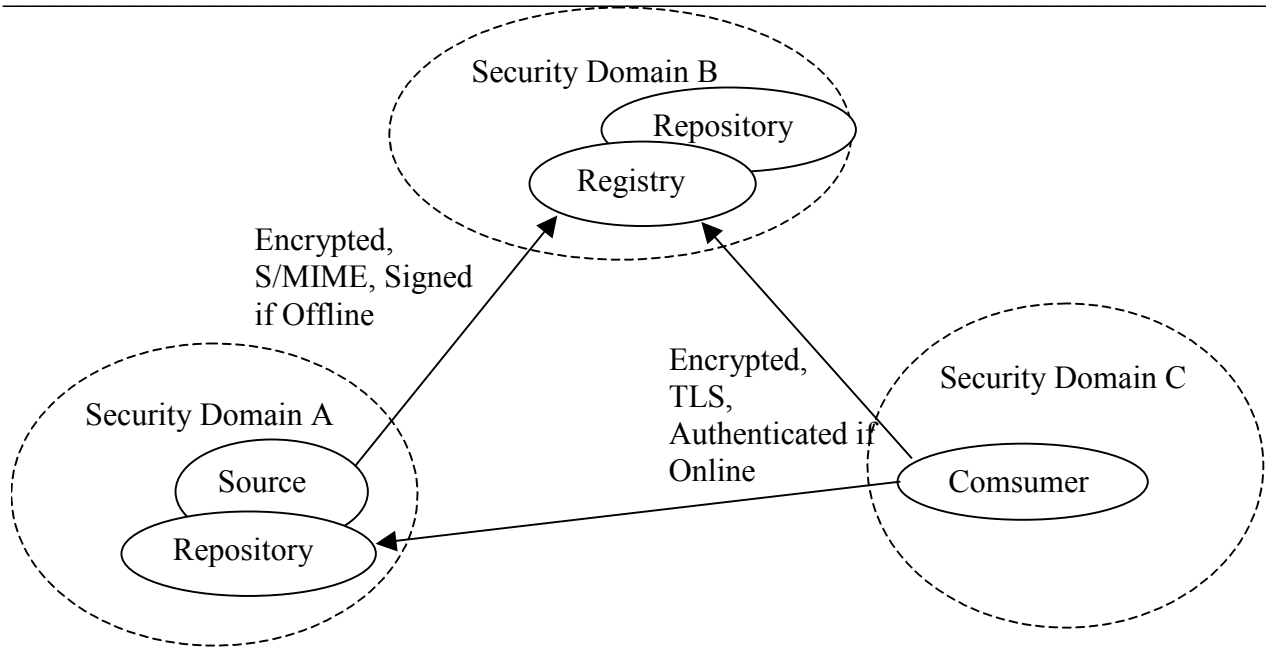 Security Domain B
Repository
Registry
Encrypted,
S/MIME, Signed
if Offline
Encrypted,
TLS,
Authenticated if
Online
Security Domain C
Comsumer
Security Domain A
Source
Repository